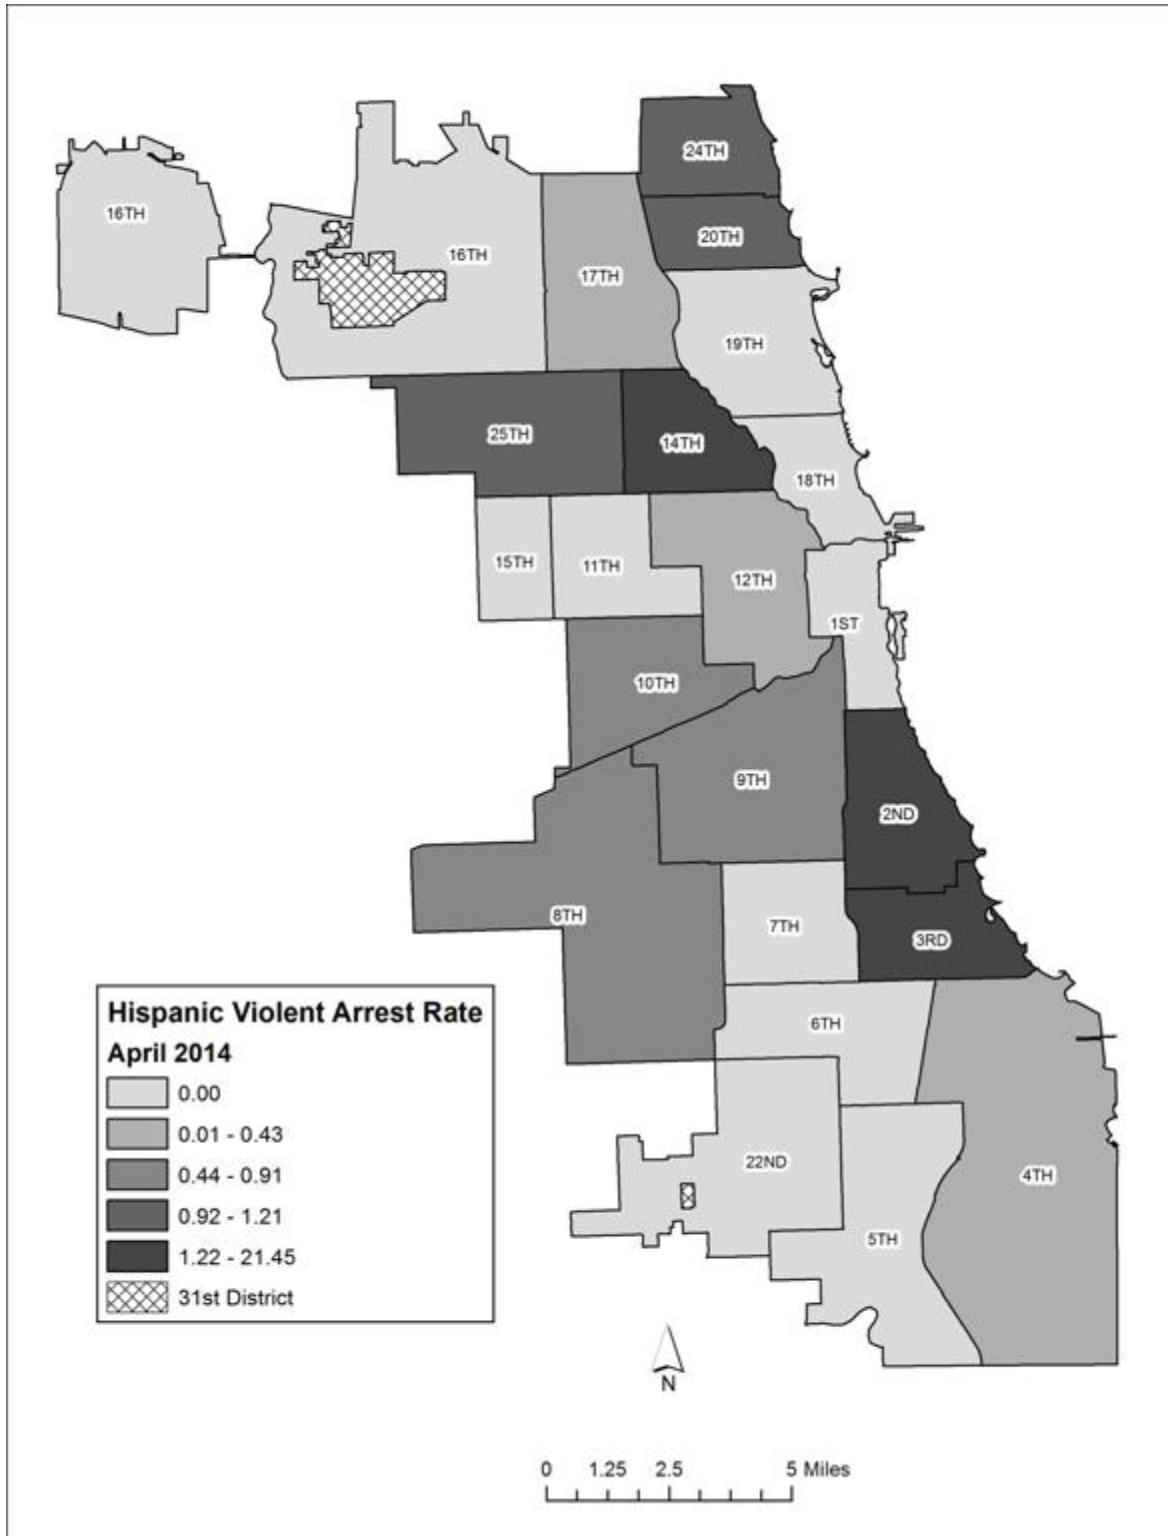 24TH
16TH
20TH
16TH
17TH
19TH
25TH
14TH
18TH
15TH
11TH
12TH
1ST
10TH
9TH
2ND
8TH
7TH
3RD
6TH
22ND
4TH
5TH
Hispanic Violent Arrest Rate
April 2014
0.00
0.01 - 0.43
0.44 - 0.91
0.92 - 1.21
1.22 - 21.45
31st District
N
0 1.25 2.5 5 Miles